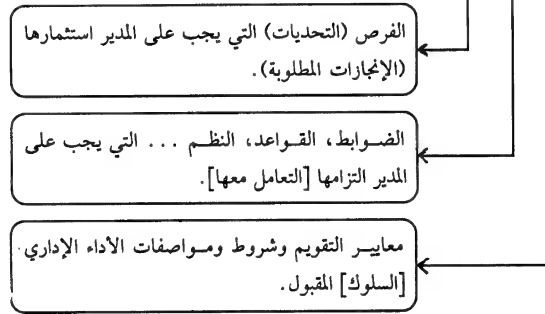 الفرص (التحديات) التي يجب على المدير استثمارها
(الإنجازات المطلوبة).
الضوابط، القواعد، النظم ... التي يجب على
المدير التزامها [التعامل معها].
معايير التقويم وشروط ومواصفات الأداء الإداري
[السلوك] المقبول.